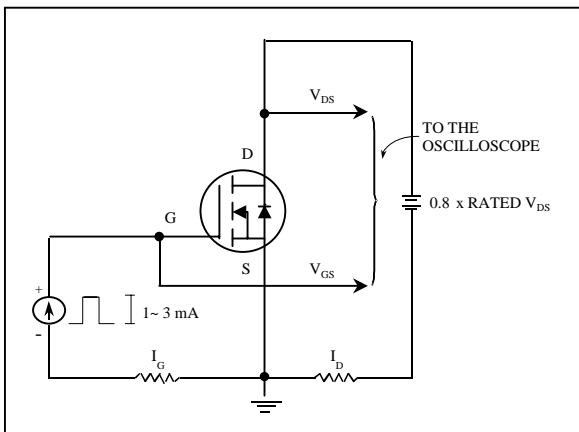 V_DS
TO THE
OSCILLOSCOPE
D
0.8 x RATED V_DS
G
S
V_GS
+
1~ 3 mA
-
I_G
I_D